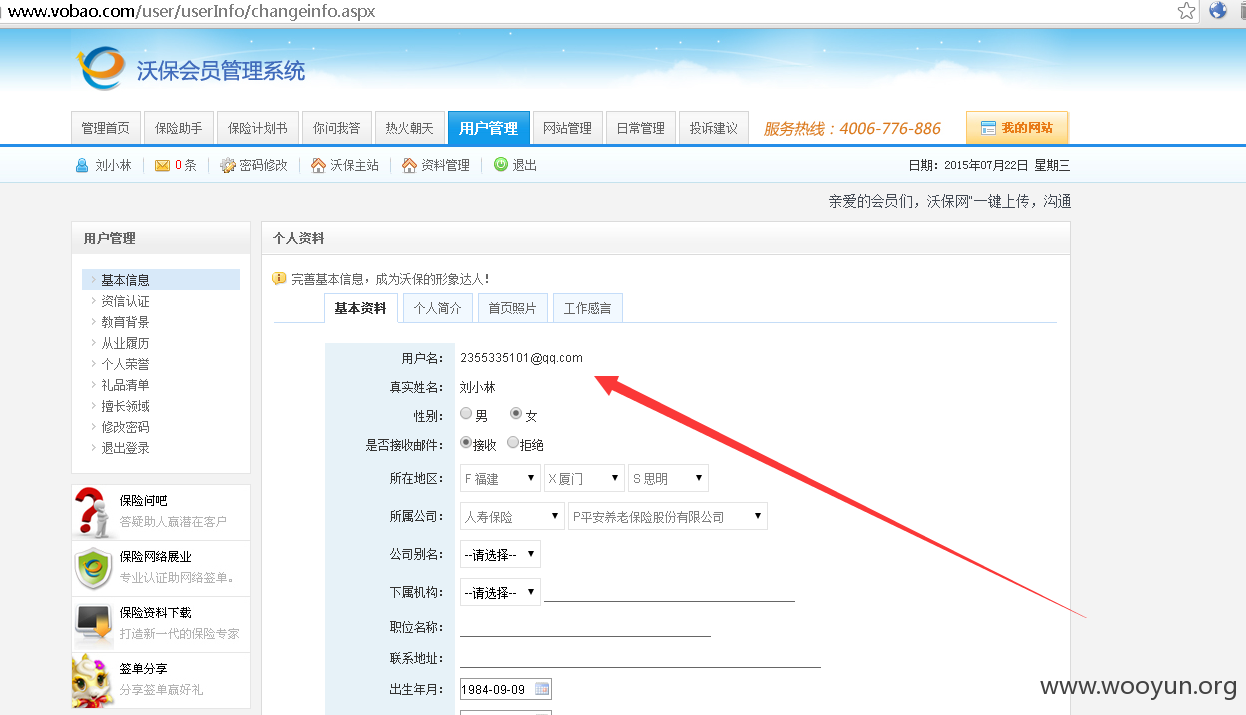 www.vobao.com/user/userInfo/changeinfo.aspx
沃保会员管理系统
管理首页 保险助手 保险计划书 你问我答 热火朝天 用户管理 网站管理 日常管理 投诉建议 服务热线：4006-776-886 我的网站
刘小林 0 条 密码修改 沃保主站 资料管理 退出 日期：2015年07月22日 星期三
亲爱的会员们，沃保网"一键上传，沟通
用户管理
基本信息
资信认证
教育背景
从业履历
个人荣誉
礼品清单
擅长领域
修改密码
退出登录
保险问吧
答疑助人赢潜在客户
保险网络展业
专业认证助网络签单。
保险资料下载
打造新一代的保险专家
签单分享
分享签单赢好礼
个人资料
完善基本信息，成为沃保的形象达人！
基本资料 个人简介 首页照片 工作感言
用户名： 2355335101@qq.com
真实姓名： 刘小林
性别： 男 女
是否接收邮件： 接收 拒绝
所在地区： F 福建 X 厦门 S 思明
所属公司： 人寿保险 P平安养老保险股份有限公司
公司别名： --请选择--
下属机构： --请选择--
职位名称：
联系地址：
出生年月： 1984-09-09
www.wooyun.org